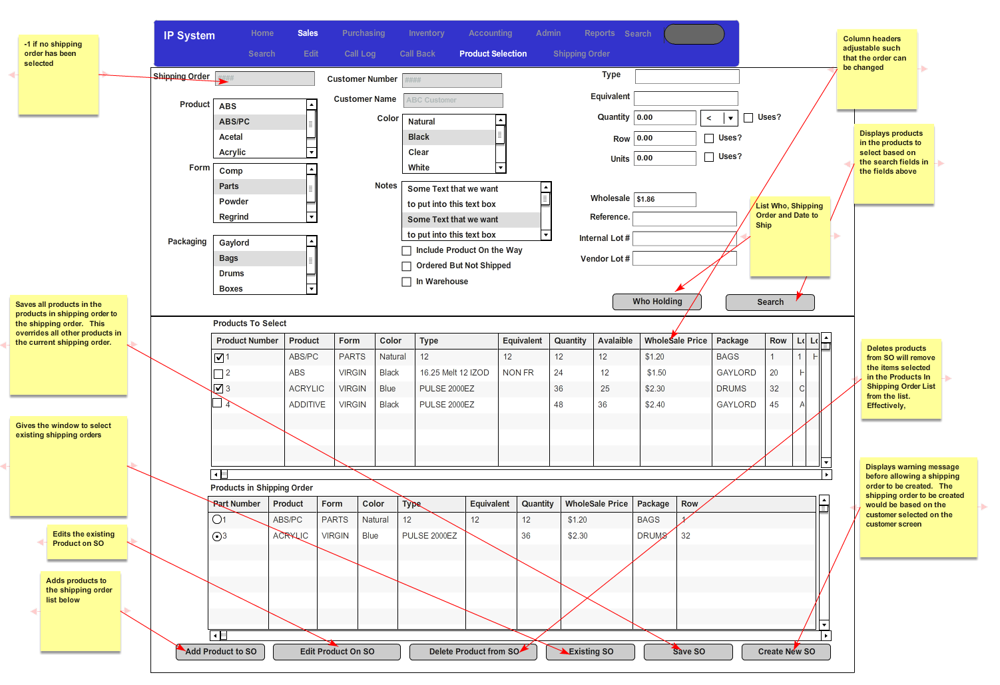 IP System
Home Sales Purchasing Inventory Accounting Admin Reports Search
Search Edit Call Log Call Back Product Selection Shipping Order
-1 if no shipping
order has been
selected
Column headers
adjustable such
that the order can
be changed
Shipping Order ####
Customer Number ####
Customer Name ABC Customer
Product
ABS
ABS/PC
Acetal
Acrylic
Form
Comp
Parts
Powder
Regrind
Packaging
Gaylord
Bags
Drums
Boxes
Color
Natural
Black
Clear
White
Notes
Some Text that we want
to put into this text box
Some Text that we want
to put into this text box
Include Product On the Way
Ordered But Not Shipped
In Warehouse
Type
Equivalent
Quantity 0.00 < Uses?
Row 0.00 Uses?
Units 0.00 Uses?
Wholesale $1.86
Reference.
Internal Lot #
Vendor Lot #
Who Holding Search
Displays products
in the products to
select based on
the search fields in
the fields above
List Who, Shipping
Order and Date to
Ship
Saves all products in the
products in shipping order to
the shipping order. This
overrides all other products in
the current shipping order.
Products To Select
Product Number Product Form Color Type Equivalent Quantity Avalaible WholeSale Price Package Row
1 ABS/PC PARTS Natural 12 12 12 12 $1.20 BAGS 1 1 H
2 ABS VIRGIN Black 16.25 Melt 12 IZOD NON FR 24 12 $1.50 GAYLORD 20 H
3 ACRYLIC VIRGIN Blue PULSE 2000EZ 36 25 $2.30 DRUMS 32 C
4 ADDITIVE VIRGIN Black PULSE 2000EZ 48 36 $2.40 GAYLORD 45 A
Deletes products
from SO will remove
the items selected
in the Products In
Shipping Order List
from the list.
Effectively,
Gives the window to select
existing shipping orders
Products in Shipping Order
Part Number Product Form Color Type Equivalent Quantity WholeSale Price Package Row
1 ABS/PC PARTS Natural 12 12 12 $1.20 BAGS 1
3 ACRYLIC VIRGIN Blue PULSE 2000EZ 36 $2.30 DRUMS 32
Displays warning message
before allowing a shipping
order to be created. The
shipping order to be created
would be based on the
customer selected on the
customer screen
Edits the existing
Product on SO
Adds products to
the shipping order
list below
Add Product to SO Edit Product On SO Delete Product from SO Existing SO Save SO Create New SO